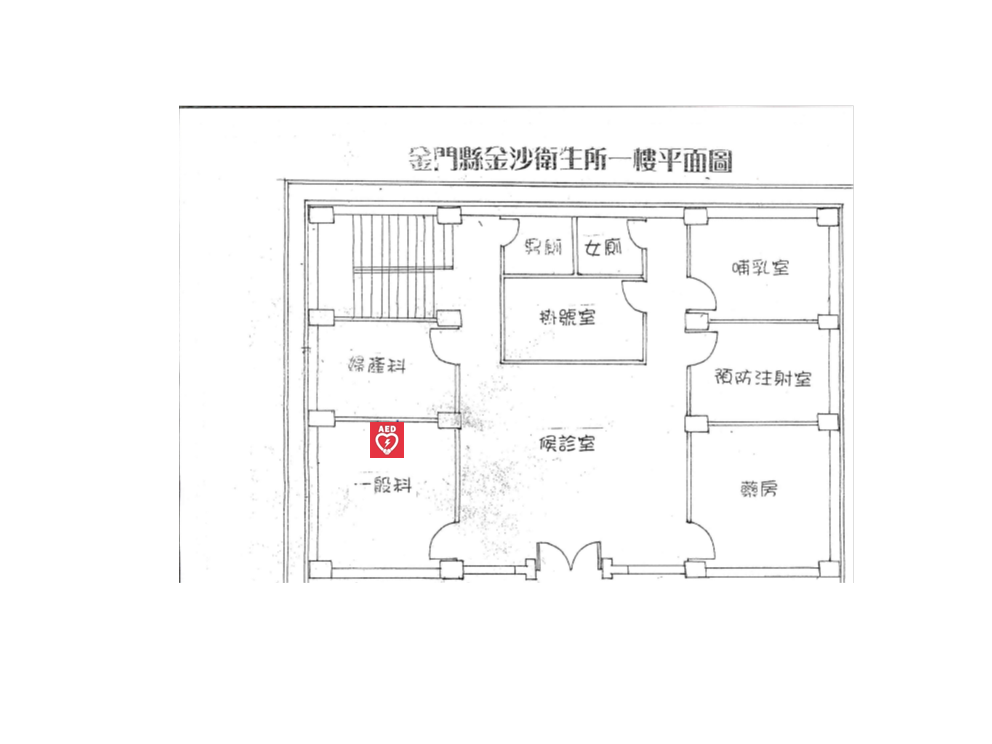 金門縣金沙衛生所一樓平面圖
男廁
女廁
哺乳室
掛號室
婦產科
預防注射室
AED
候診室
一般科
藥房